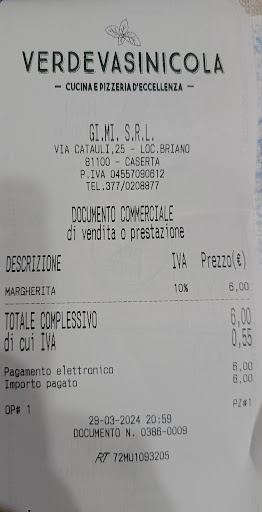 VERDEVASINICOLA
— CUCINA E PIZZERIA D'ECCELLENZA —
GI.MI. S.R.L.
VIA CATAULI,25 - LOC.BRIANO
81100 - CASERTA
P.IVA 04557090612
TEL.377/0208877
DOCUMENTO COMMERCIALE
di vendita o prestazione
DESCRIZIONE IVA Prezzo(€)
MARGHERITA 10% 6,00
TOTALE COMPLESSIVO 6,00
di cui IVA 0,55
Pagamento elettronico 6,00
Importo pagato 6,00
OP# 1 PZ#1
29-03-2024 20:59
DOCUMENTO N. 0386-0009
RT 72MU1093205